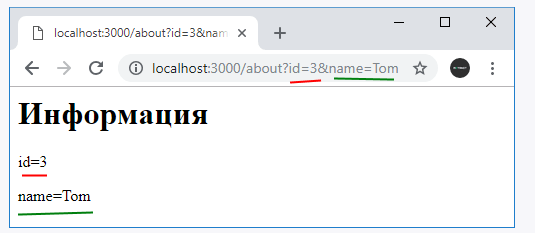 localhost:3000/about?id=3&nam
localhost:3000/about?id=3&name=Tom
Информация
id=3
name=Tom